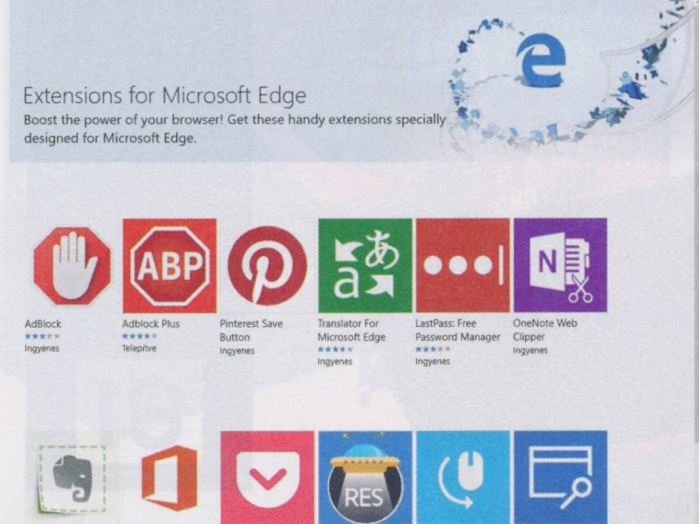 Extensions for Microsoft Edge
Boost the power of your browser! Get these handy extensions specially
designed for Microsoft Edge.
ABP
あ
a
N
AdBlock
Ingyenes
Adblock Plus
Telepítve
Pinterest Save
Button
Ingyenes
Translator For
Microsoft Edge
Ingyenes
LastPass: Free
Password Manager
Ingyenes
OneNote Web
Clipper
Ingyenes
RES